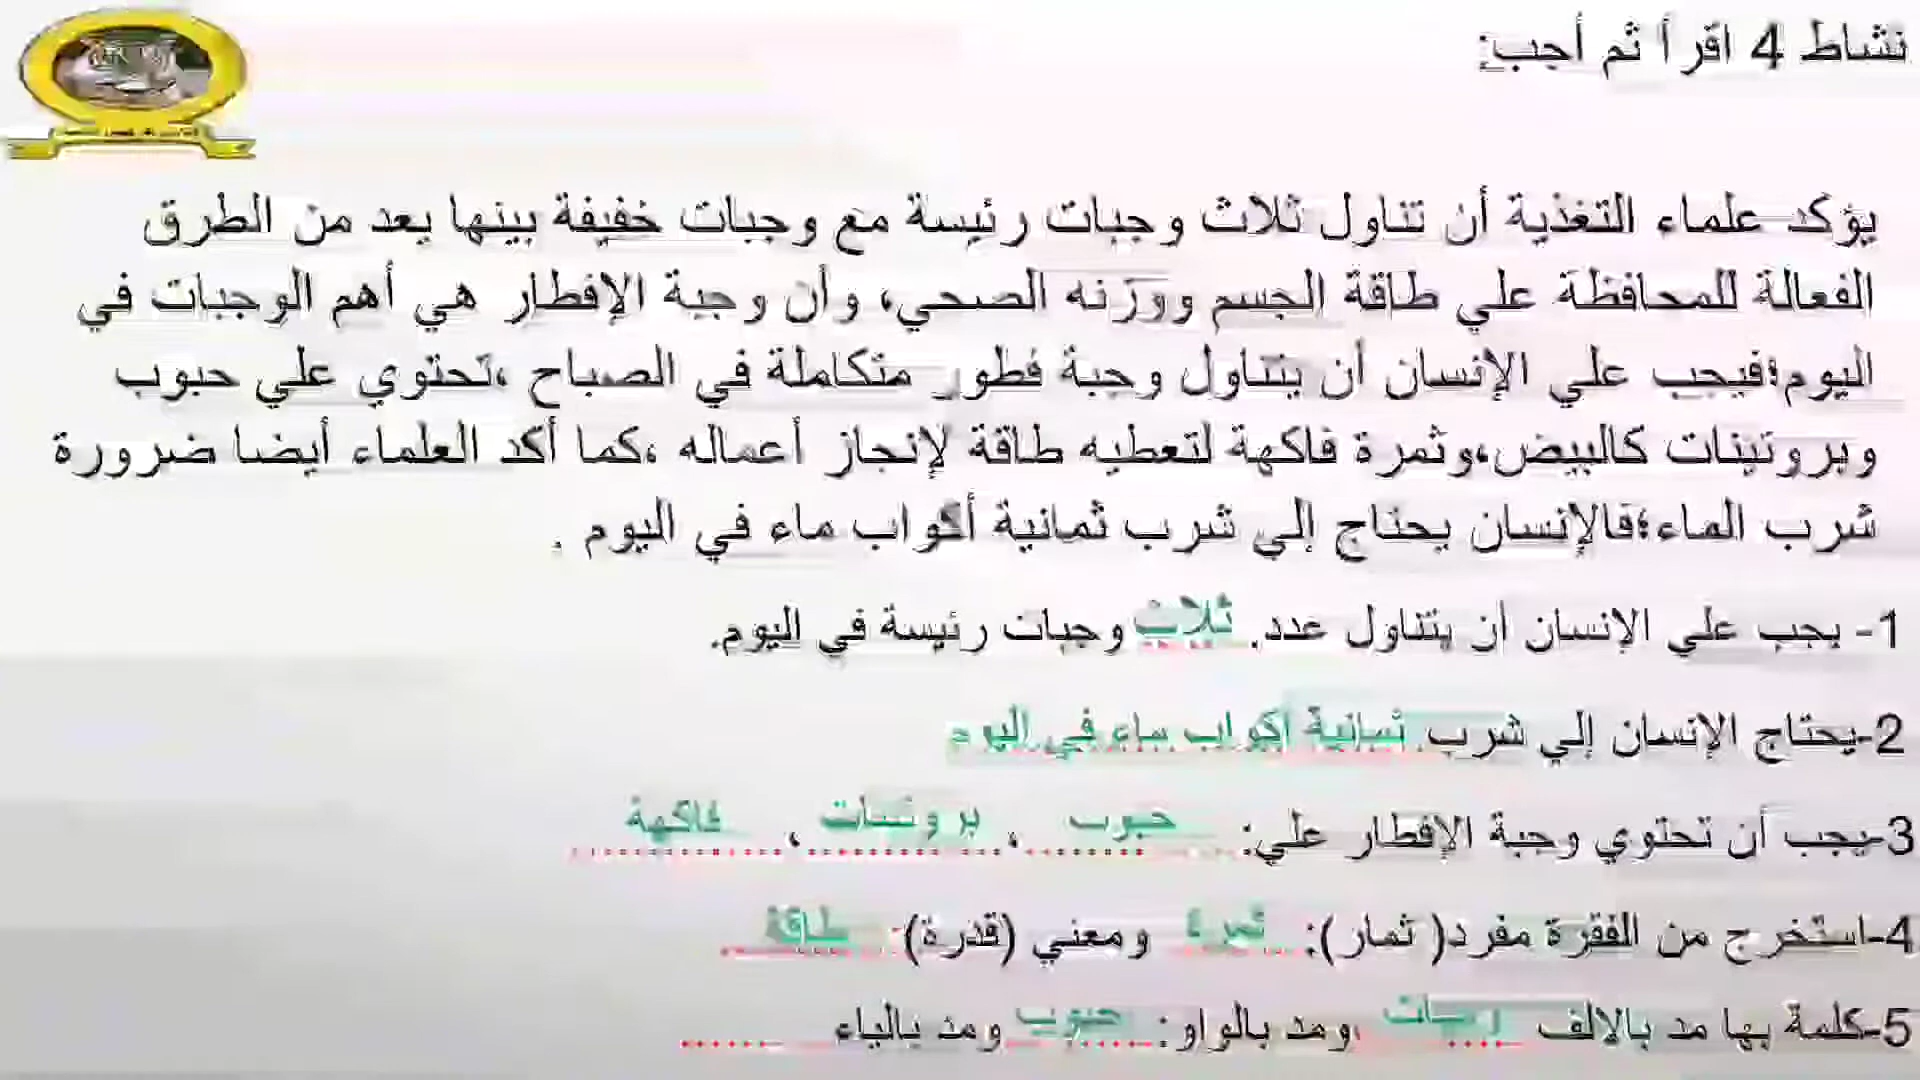 نشاط 4 اقرأ ثم أجب:
يؤكد علماء التغذية أن تناول ثلاث وجبات رئيسة مع وجبات خفيفة بينها يعد من الطرق
الفعالة للمحافظة علي طاقة الجسم ووزنه الصحي، وأن وجبة الإفطار هي أهم الوجبات في
اليوم؛فيجب علي الإنسان أن يتناول وجبة فطور متكاملة في الصباح ،تحتوي علي حبوب
وبروتينات كالبيض،وثمرة فاكهة لتعطيه طاقة لإنجاز أعماله ،كما أكد العلماء أيضا ضرورة
شرب الماء؛فالإنسان يحتاج إلي شرب ثمانية أكواب ماء في اليوم .
1- يجب علي الانسان أن يتناول عدد. ثلاث وجبات رئيسة في اليوم.
2-يحتاج الإنسان إلي شرب ثمانية أكواب ماء في اليوم
3-يجب أن تحتوي وجبة الإفطار علي: حبوب ، بروتينات ، فاكهة
4-استخرج من الفقرة مفرد( ثمار): ثمرة ومعني (قدرة): طاقة
5-كلمة بها مد بالالف ،ومد بالواو: حبوب ومد بالياء ......